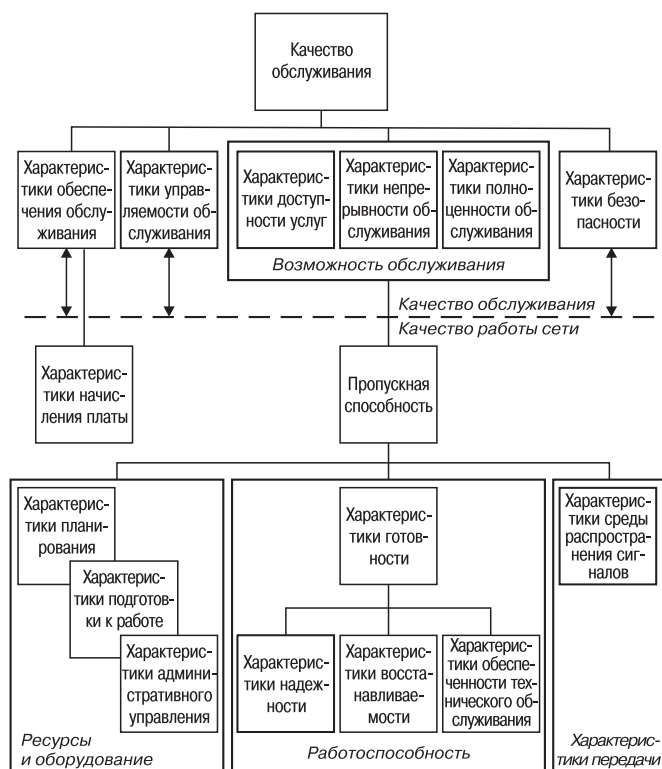 Качество
обслуживания
Характерис-
тики обеспе-
чения обслу-
живания
Характерис-
тики управ-
ляемости об-
служивания
Характерис-
тики доступ-
ности услуг
Характерис-
тики непре-
рывности об-
служивания
Характерис-
тики полно-
ценности об-
служивания
Характерис-
тики безо-
пасности
Возможность обслуживания
Качество обслуживания
Качество работы сети
Характерис-
тики начис-
ления платы
Пропускная
способность
Характерис-
тики плани-
рования
Характерис-
тики подготов-
ки к работе
Характерис-
тики админи-
стративного
управления
Ресурсы
и оборудование
Характерис-
тики готов-
ности
Характерис-
тики надеж-
ности
Характерис-
тики восста-
навливае-
мости
Характерис-
тики обеспе-
ченности тех-
нического об-
служивания
Работоспособность
Характерис-
тики среды
распростра-
нения сиг-
налов
Характерис-
тики передачи